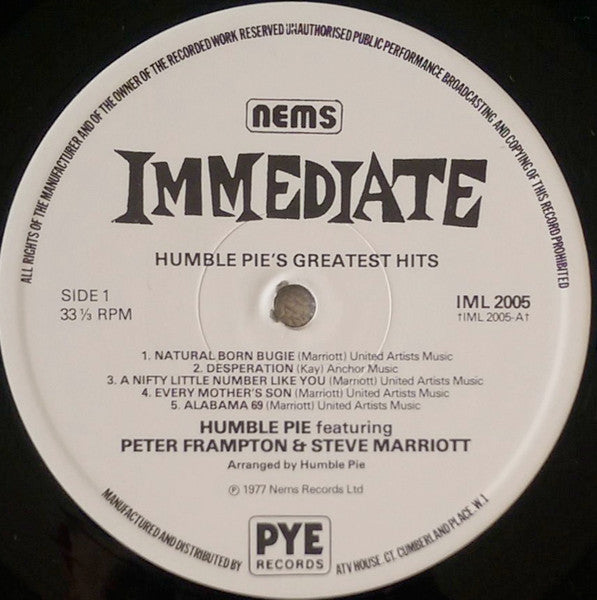 ALL RIGHTS OF THE MANUFACTURER AND OF THE OWNER OF THE RECORDED WORK RESERVED UNAUTHORISED PUBLIC PERFORMANCE BROADCASTING AND COPYING OF THIS RECORD PROHIBITED
nems
IMMEDIATE
HUMBLE PIE'S GREATEST HITS
SIDE 1
33⅓ RPM
IML 2005
†IML 2005-A†
1. NATURAL BORN BUGIE (Marriott) United Artists Music
2. DESPERATION (Kay) Anchor Music
3. A NIFTY LITTLE NUMBER LIKE YOU (Marriott) United Artists Music
4. EVERY MOTHER'S SON (Marriott) United Artists Music
5. ALABAMA 69 (Marriott) United Artists Music
HUMBLE PIE featuring
PETER FRAMPTON & STEVE MARRIOTT
Arranged by Humble Pie
℗ 1977 Nems Records Ltd
MANUFACTURED AND DISTRIBUTED BY
PYE
RECORDS
ATV HOUSE. CT. CUMBERLAND PLACE. W.1